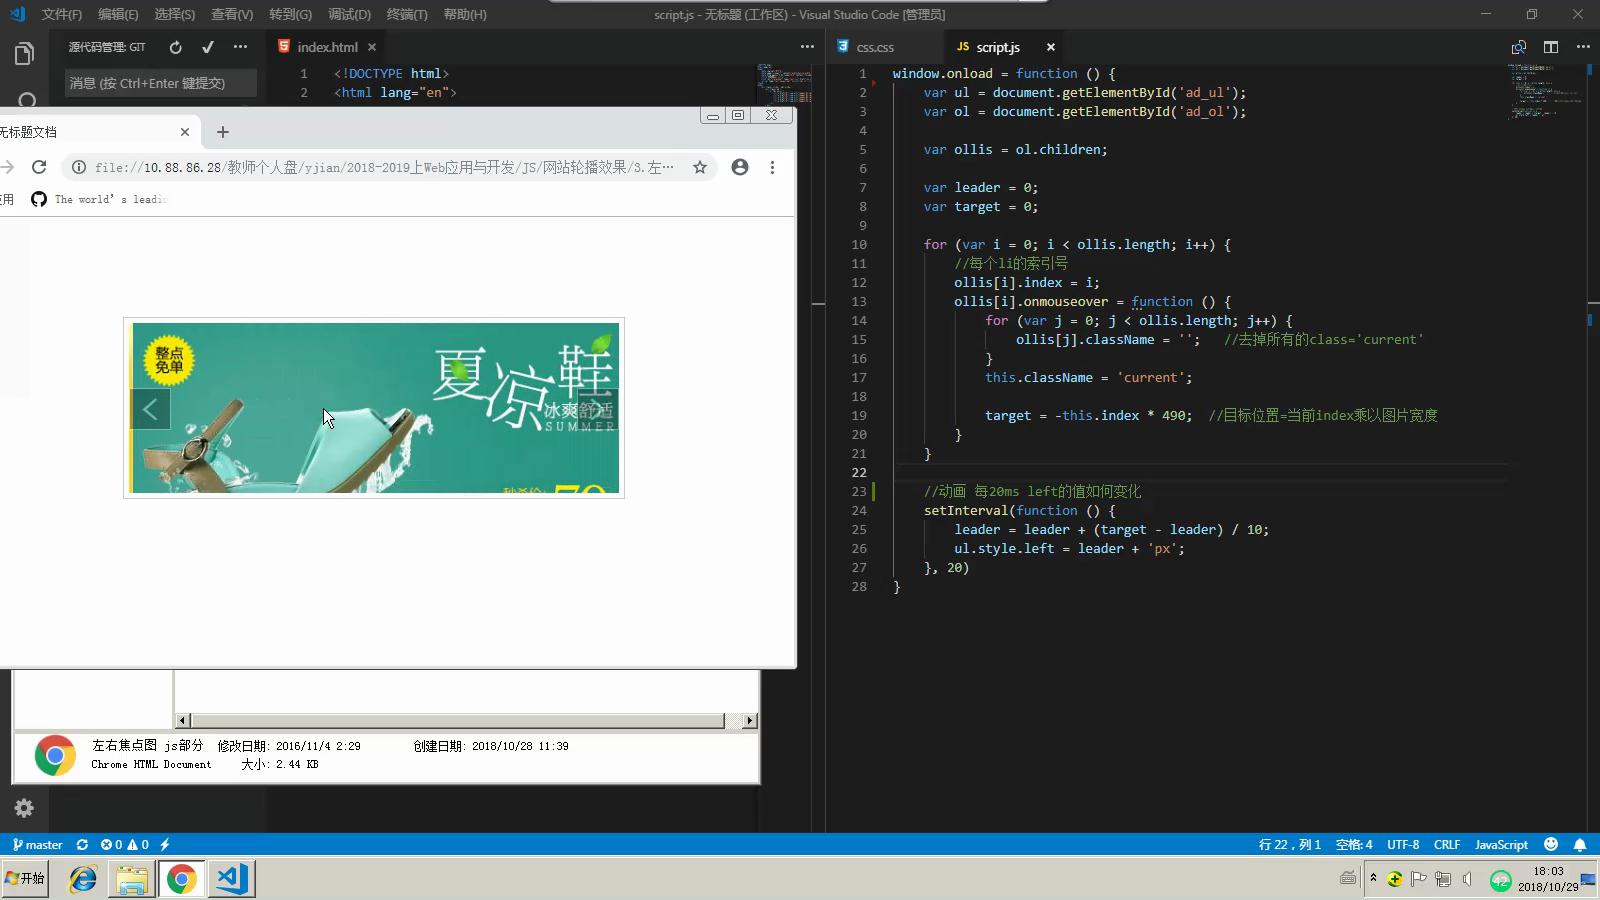 文件(F) 编辑(E) 选择(S) 查看(V) 转到(G) 调试(D) 终端(T) 帮助(H)
script.js - 无标题 (工作区) - Visual Studio Code [管理员]
源代码管理: GIT
消息 (按 Ctrl+Enter 键提交)
index.html
1 <!DOCTYPE html>
2 <html lang="en">
css.css
JS script.js
1 window.onload = function () {
2 var ul = document.getElementById('ad_ul');
3 var ol = document.getElementById('ad_ol');
4
5 var ollis = ol.children;
6
7 var leader = 0;
8 var target = 0;
9
10 for (var i = 0; i < ollis.length; i++) {
11 //每个li的索引号
12 ollis[i].index = i;
13 ollis[i].onmouseover = function () {
14 for (var j = 0; j < ollis.length; j++) {
15 ollis[j].className = ''; //去掉所有的class='current'
16 }
17 this.className = 'current';
18
19 target = -this.index * 490; //目标位置=当前index乘以图片宽度
20 }
21 }
22
23 //动画 每20ms left的值如何变化
24 setInterval(function () {
25 leader = leader + (target - leader) / 10;
26 ul.style.left = leader + 'px';
27 }, 20)
28 }
无标题文档
file://10.88.86.28/教师个人盘/yjian/2018-2019上Web应用与开发/JS/网站轮播效果/3.左…
应用
The world's leadin
整点
免单
夏凉鞋
冰爽舒适
SUMMER
左右焦点图 js部分 修改日期: 2016/11/4 2:29 创建日期: 2018/10/28 11:39
Chrome HTML Document 大小: 2.44 KB
master
0 0
行 22，列 1 空格: 4 UTF-8 CRLF JavaScript
开始
42
18:03
2018/10/29